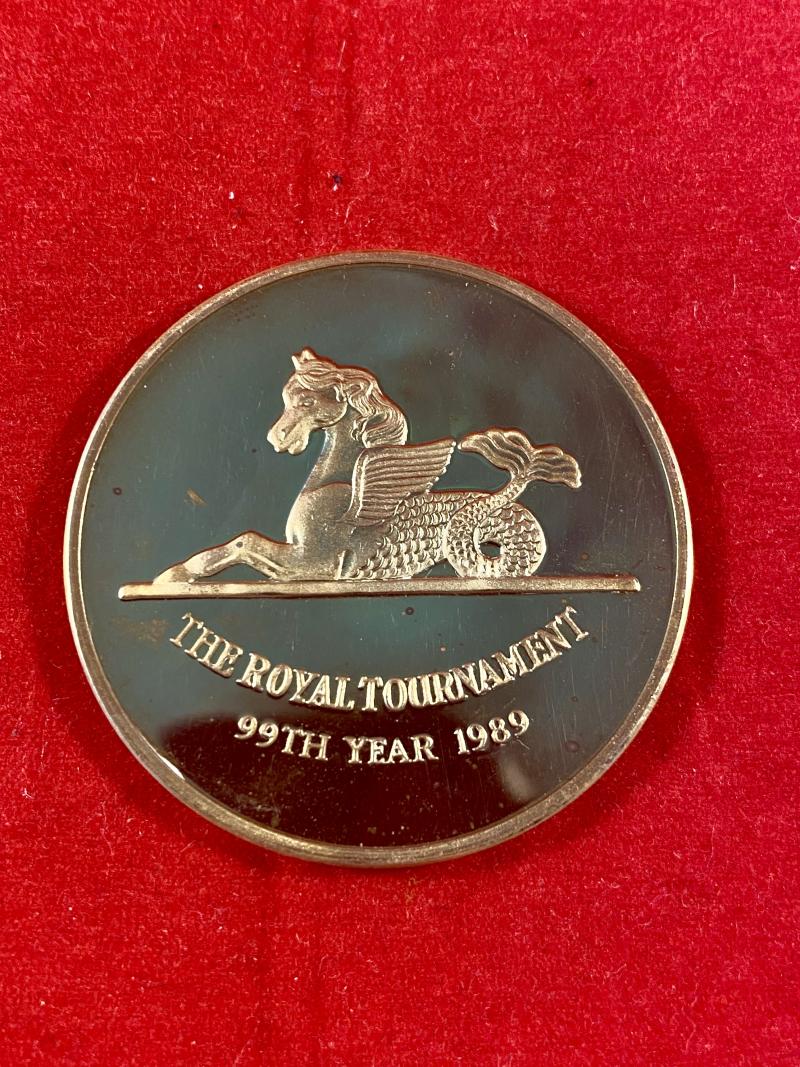 THE ROYAL TOURNAMENT
99TH YEAR 1989